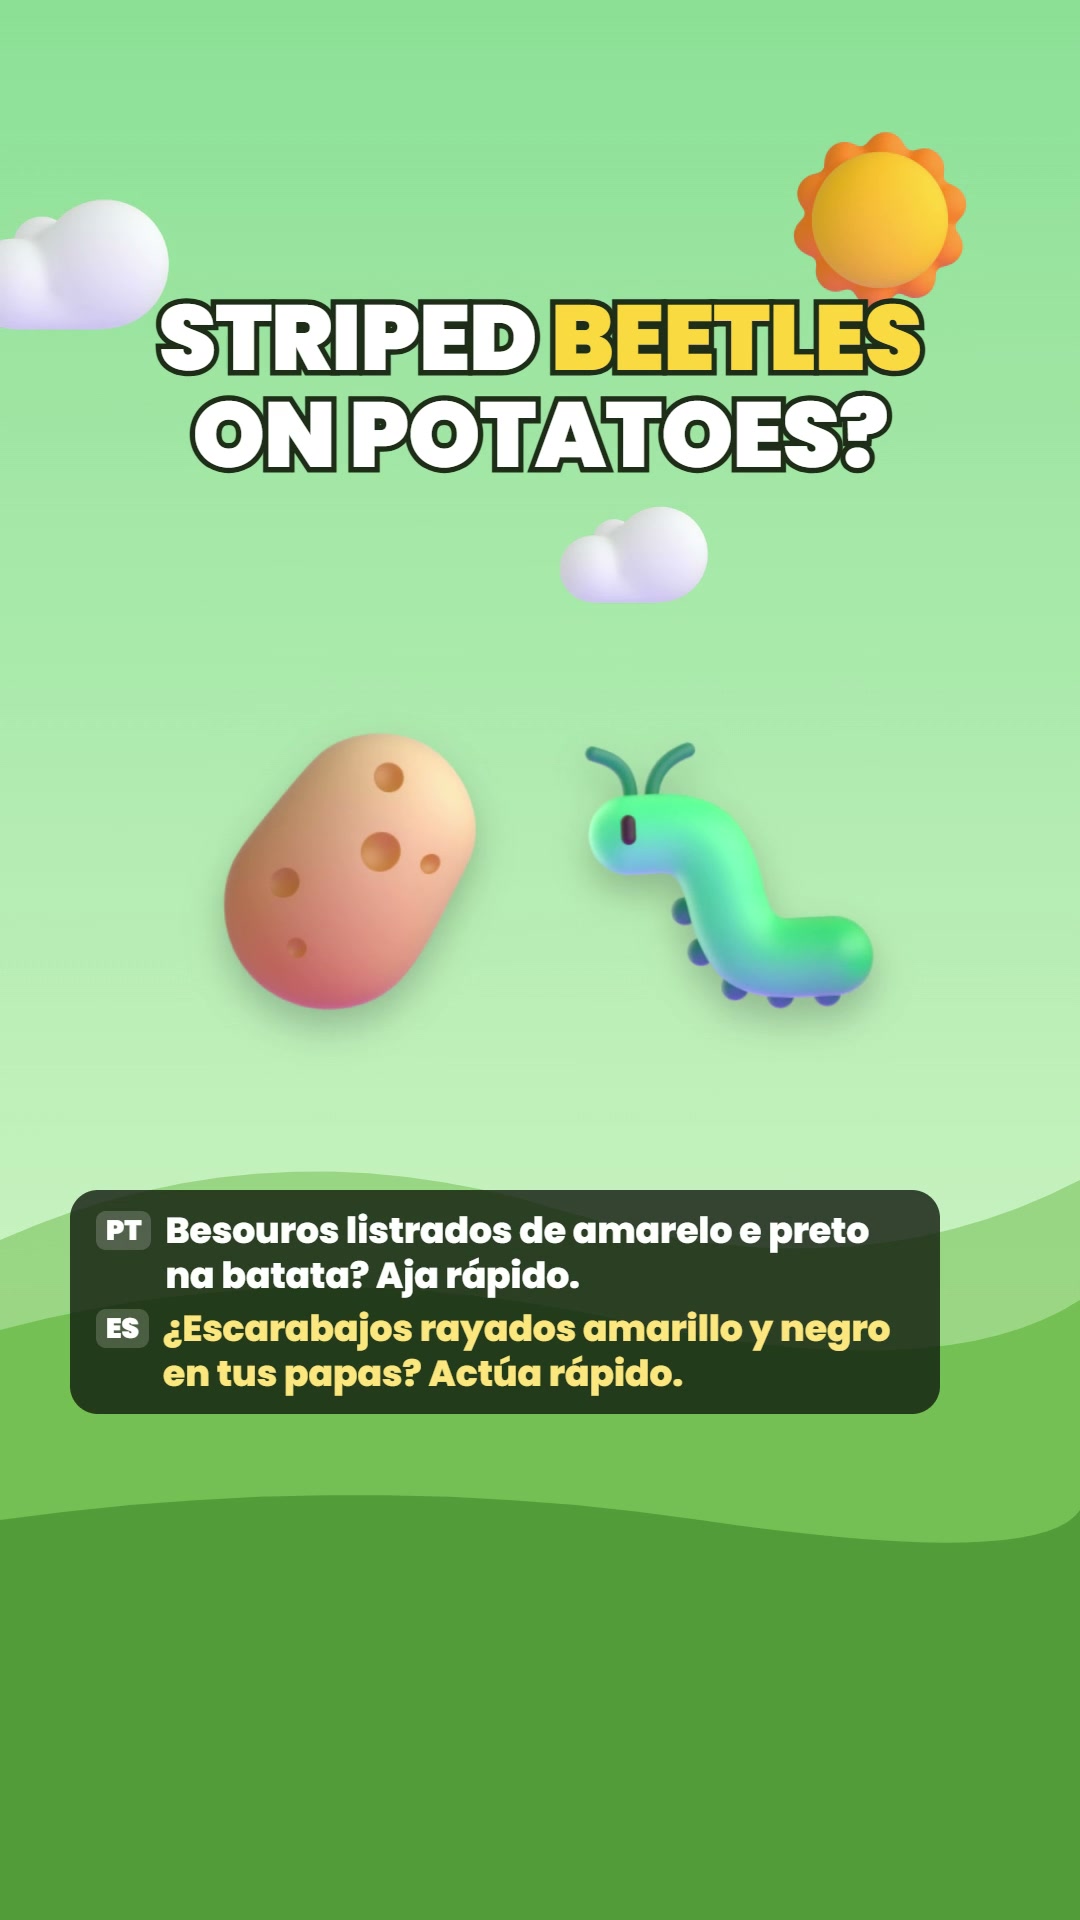 STRIPED BEETLES
ON POTATOES?
PT Besouros listrados de amarelo e preto
na batata? Aja rápido.
ES ¿Escarabajos rayados amarillo y negro
en tus papas? Actúa rápido.